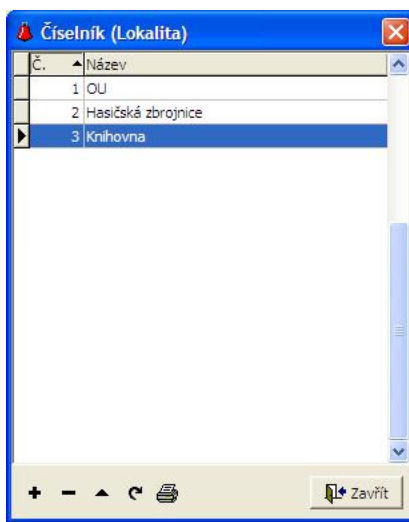 Číselník (Lokalita)
Č. Název
1 OU
2 Hasičská zbrojnice
3 Knihovna
Zavřít